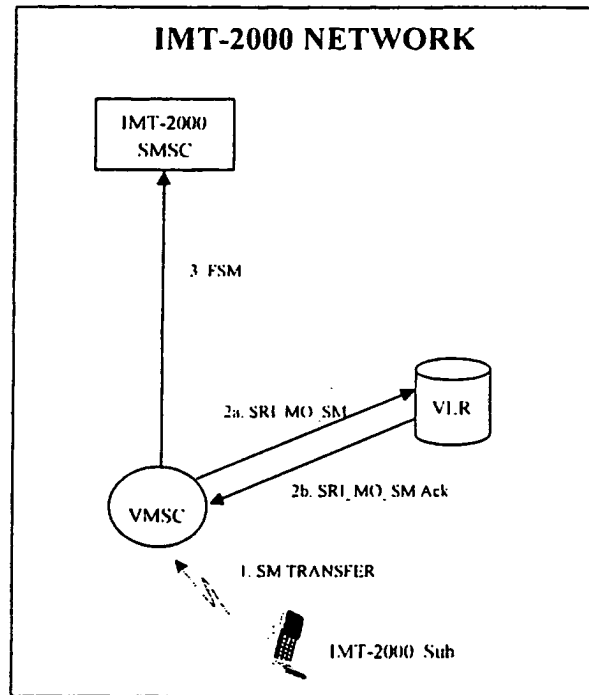 IMT-2000 NETWORK
IMT-2000
SMSC
3. FSM
2a. SRI_MO_SM
VLR
2b. SRI_MO_SM Ack
VMSC
1. SM TRANSFER
IMT-2000 Sub